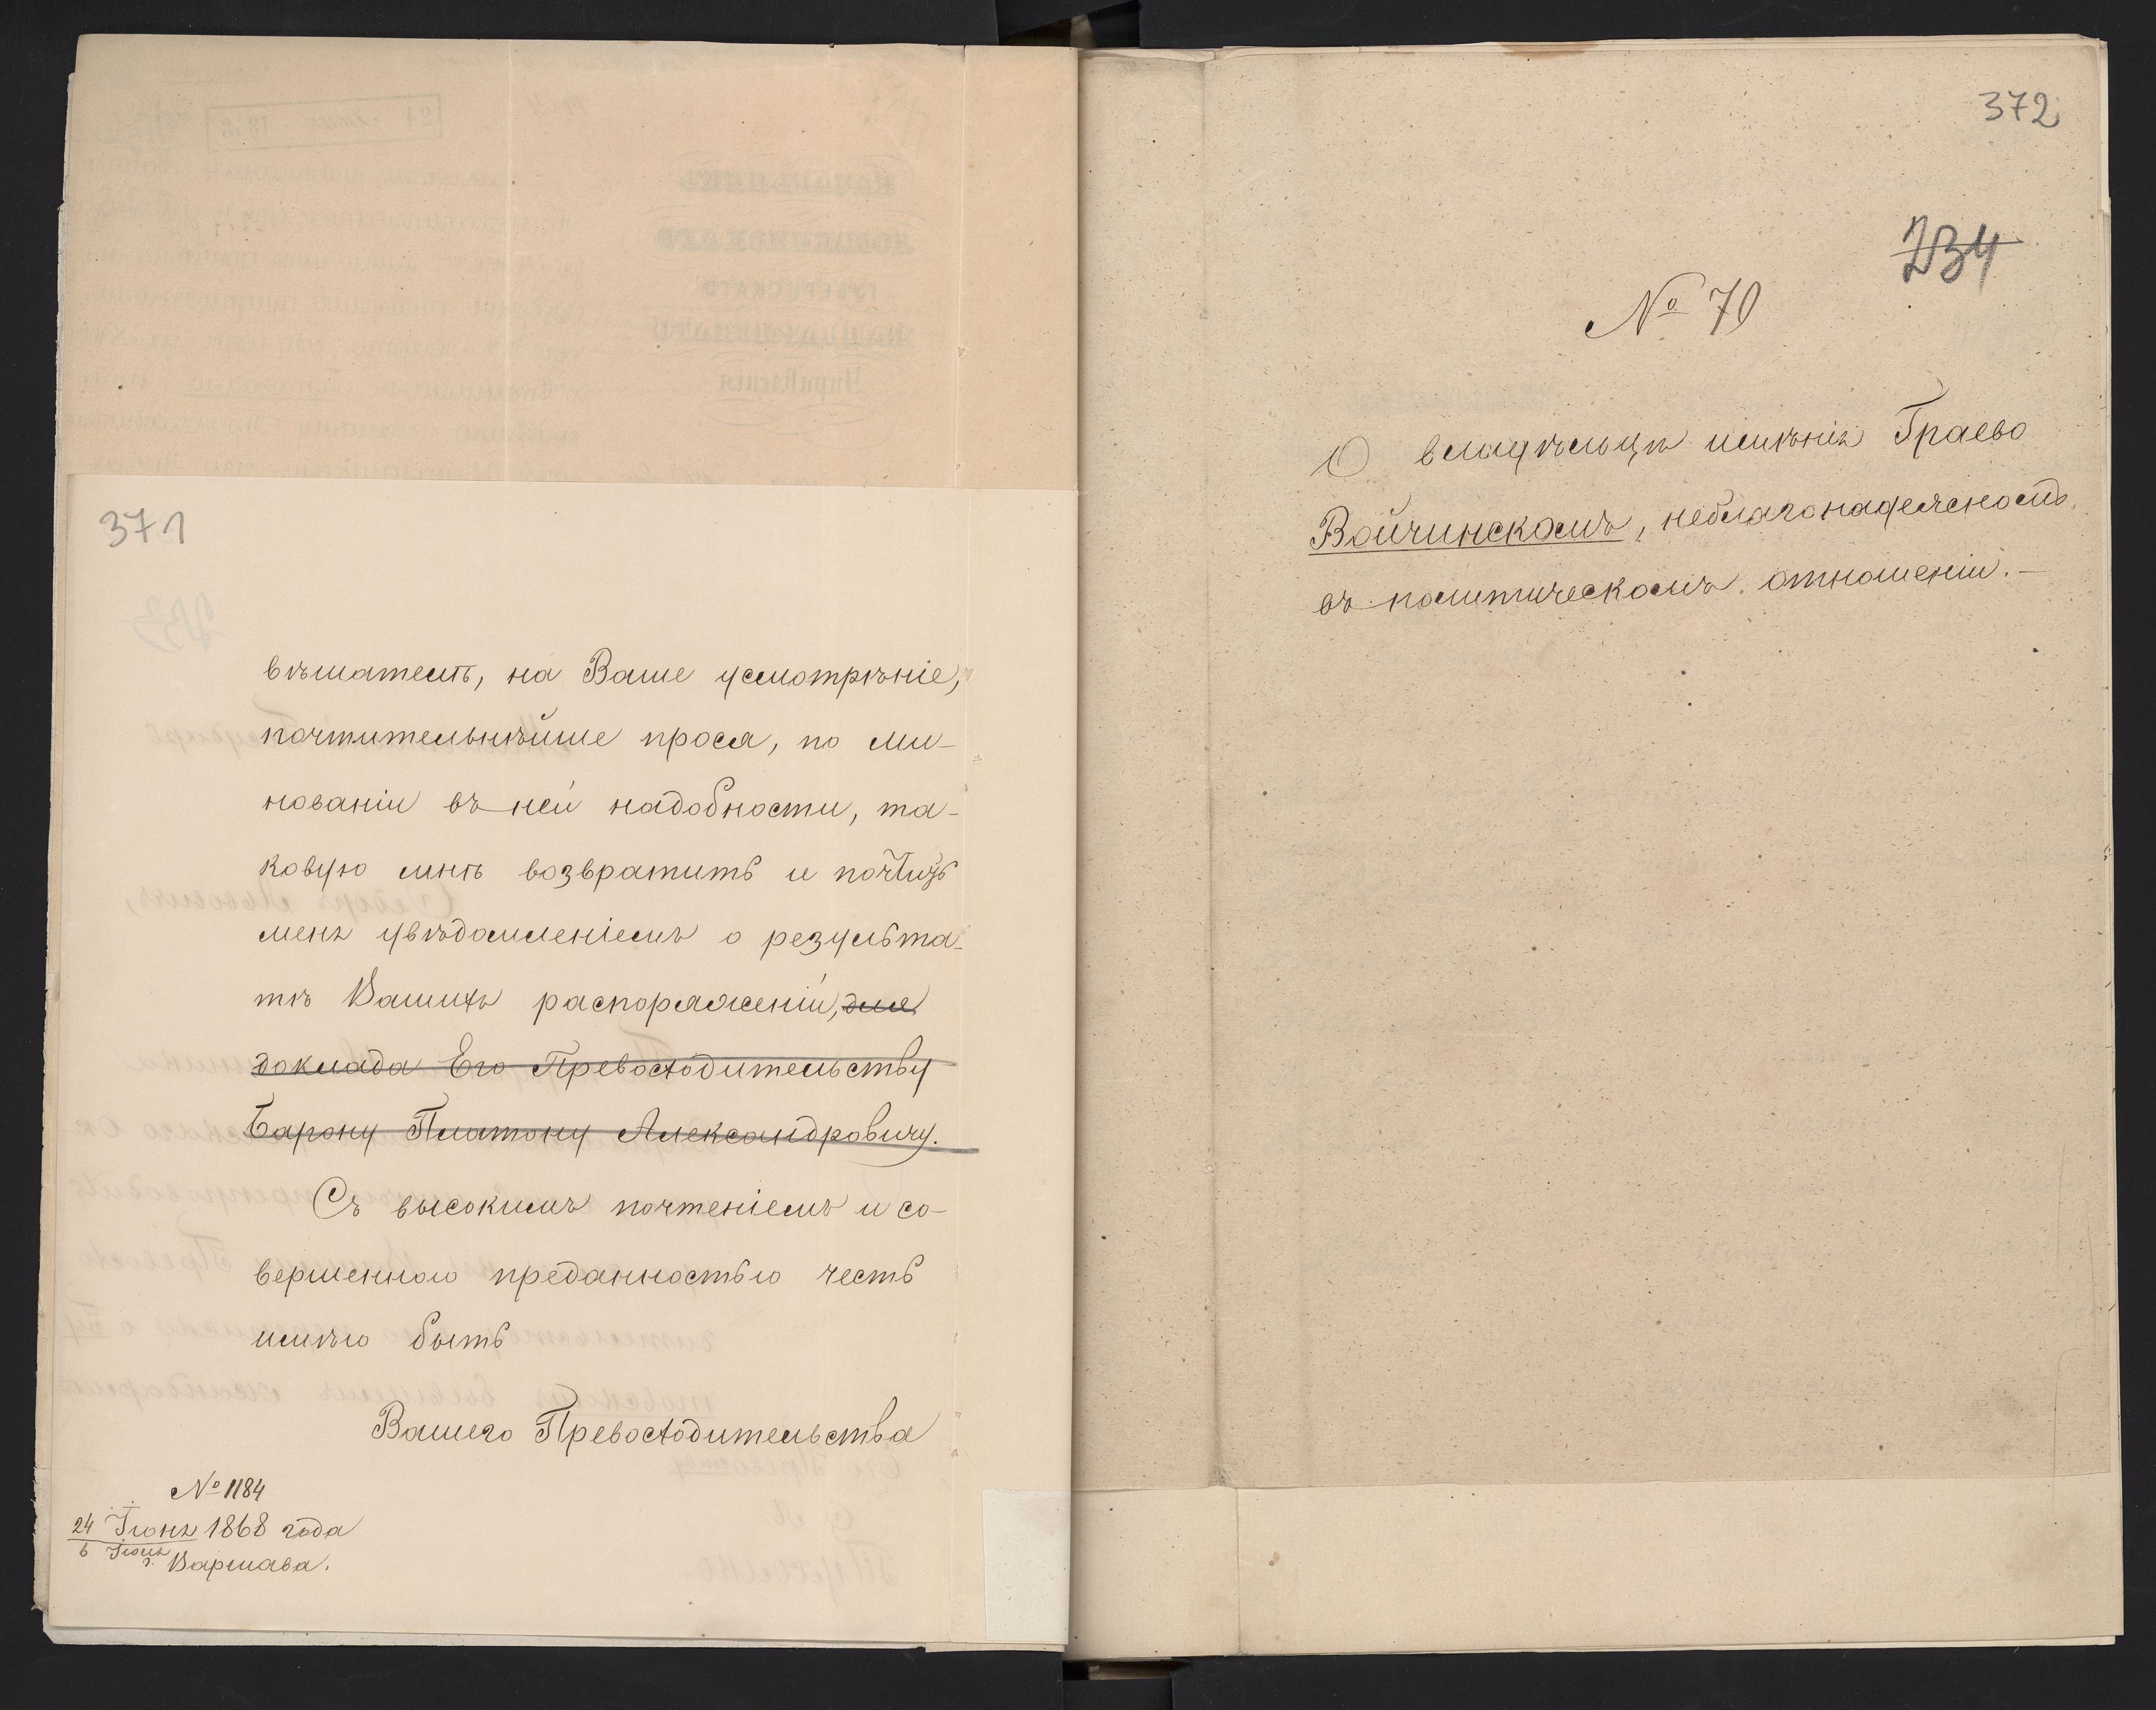 371
вѣшателѣ, на Ваше усмотрѣніе,
почтительнѣйше прося, по ми-
нованіи въ ней надобности, та-
ковую мнѣ возвратить и почтить
меня увѣдомленіемъ о результа-
тѣ Вашихъ распоряженій, для
доклада Его Превосходительству
Барону Платону Александровичу.
Съ высокимъ почтеніемъ и со-
вершенною преданностью честь
имѣю быть
Вашего Превосходительства
№ 1184
24 Іюня 1868 года
6 Іюля
г. Варшава.
372
234
№ 70
О владѣльцѣ имѣнія Граево
Войчинскомъ, неблагонадежность
въ политическомъ отношеніи.-